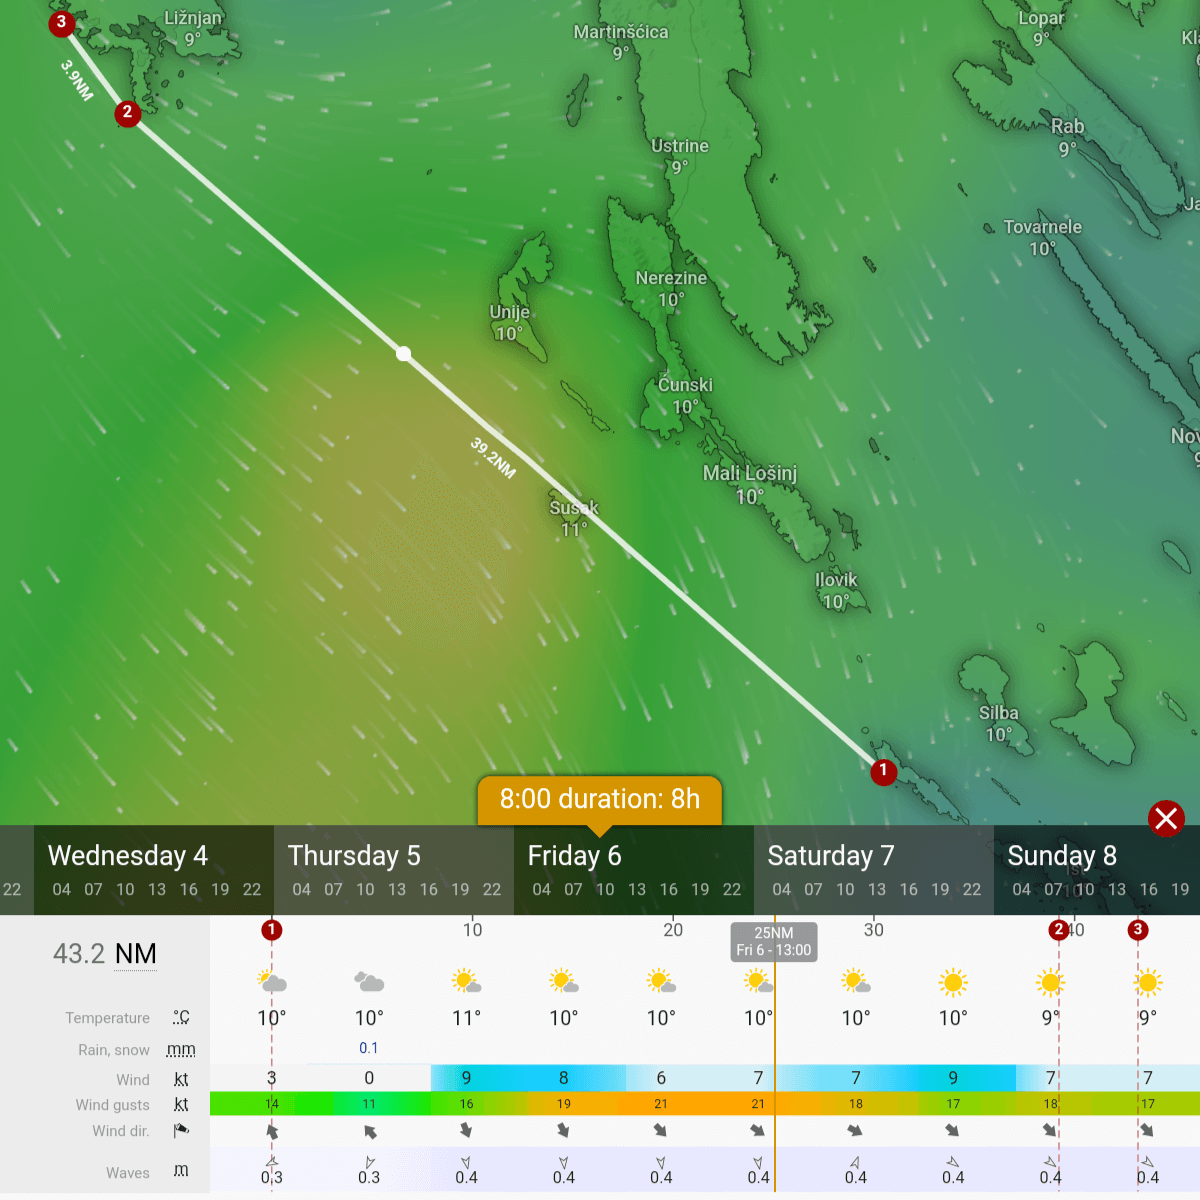 3
Ližnjan
9°
Martinšćica
9°
Lopar
9°
3.9NM
2
Rab
9°
Ustrine
9°
Tovarnele
10°
Nerezine
10°
Unije
10°
Čunski
10°
39.2NM
Mali Lošinj
10°
Susak
11°
Ilovik
10°
Silba
10°
1
8:00 duration: 8h
Wednesday 4 Thursday 5 Friday 6 Saturday 7 Sunday 8
22 04 07 10 13 16 19 22 04 07 10 13 16 19 22 04 07 10 13 16 19 22 04 07 10 13 16 19 22 04 07 10 13 16 19
43.2 NM
1 10 20 25NM 30 2 40 3
Fri 6 - 13:00
Temperature °C 10° 10° 11° 10° 10° 10° 10° 10° 9° 9°
Rain, snow mm 0.1
Wind kt 3 0 9 8 6 7 7 9 7 7
Wind gusts kt 14 11 16 19 21 21 18 17 18 17
Wind dir.
Waves m 0.3 0.3 0.4 0.4 0.4 0.4 0.4 0.4 0.4 0.4